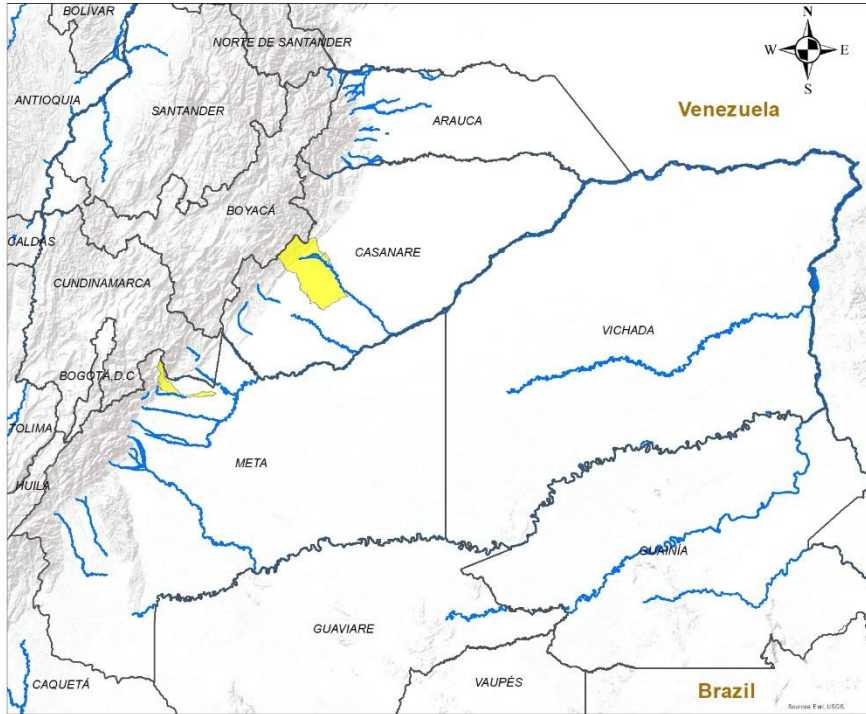 BOLÍVAR
N
NORTE DE SANTANDER
W
E
S
ANTIOQUIA
SANTANDER
ARAUCA
Venezuela
BOYACÁ
CALDAS
CASANARE
CUNDINAMARCA
VICHADA
BOGOTÁ, D.C
TOLIMA
META
HUILA
GUAINÍA
GUAVIARE
CAQUETÁ
VAUPÉS
Brazil
Sources: Esri, USGS,